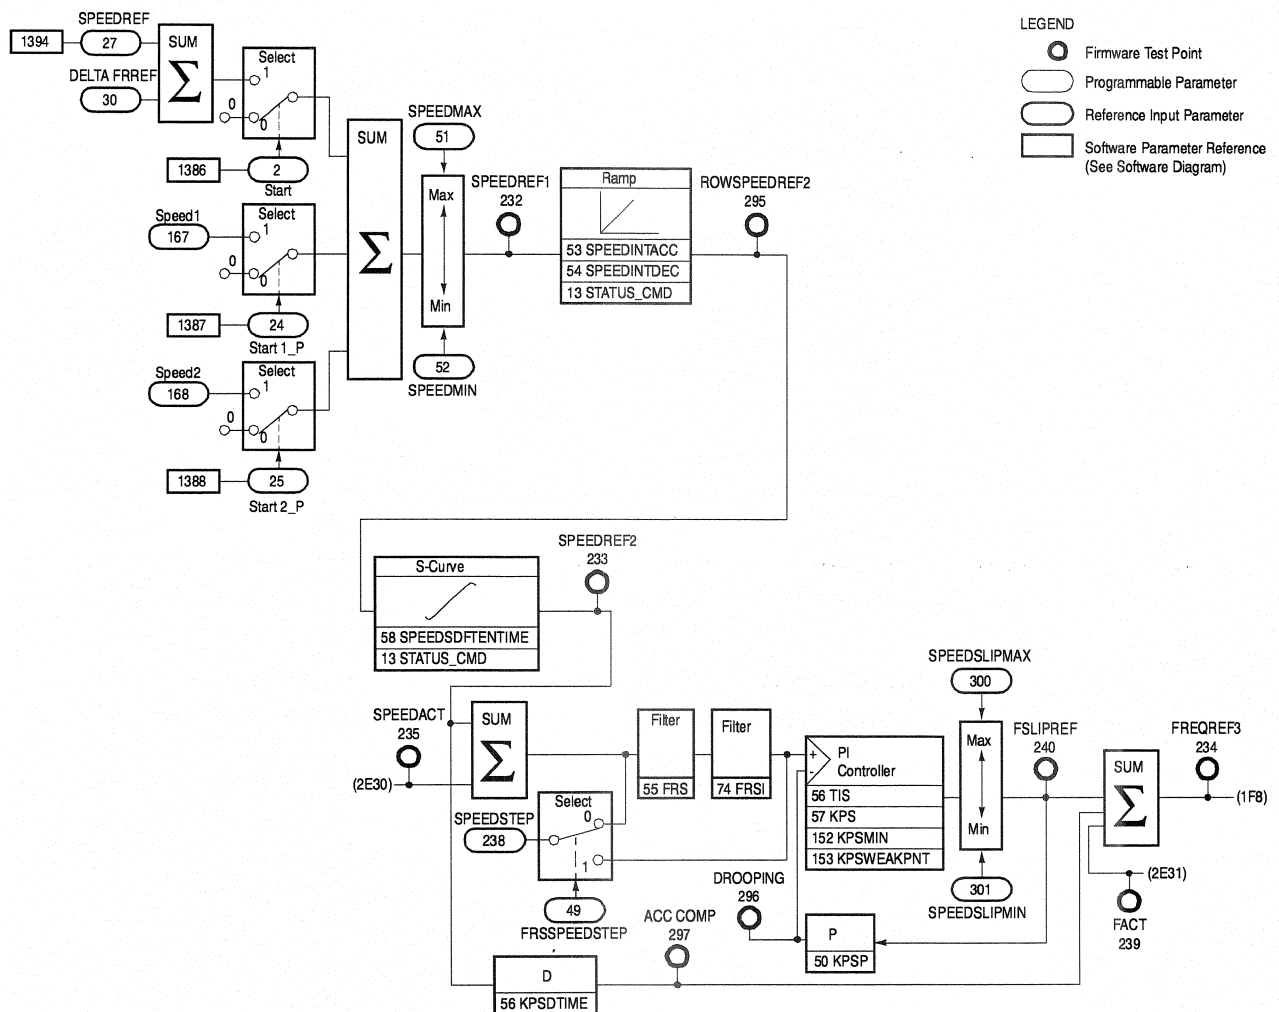 SPEEDREF
1394
27
SUM
Σ
DELTA FRREF
30
Select
1
0
0
1386
2
Start
Speed1
167
Select
1
0
0
1387
24
Start 1_P
Speed2
168
Select
1
0
0
1388
25
Start 2_P
SUM
Σ
SPEEDMAX
51
Max
Min
52
SPEEDMIN
SPEEDREF1
232
Ramp
53 SPEEDINTACC
54 SPEEDINTDEC
13 STATUS_CMD
ROWSPEEDREF2
295
LEGEND
Firmware Test Point
Programmable Parameter
Reference Input Parameter
Software Parameter Reference
(See Software Diagram)
S-Curve
58 SPEEDSDFTENTIME
13 STATUS_CMD
SPEEDREF2
233
SPEEDACT
235
(2E30)
SUM
Σ
SPEEDSTEP
238
Select
0
1
49
FRSSPEEDSTEP
Filter
55 FRS
Filter
74 FRSI
+
-
PI
Controller
56 TIS
57 KPS
152 KPSMIN
153 KPSWEAKPNT
SPEEDSLIPMAX
300
Max
Min
301
SPEEDSLIPMIN
FSLIPREF
240
SUM
Σ
FREQREF3
234
(1F8)
(2E31)
FACT
239
DROOPING
296
P
50 KPSP
ACC COMP
297
D
56 KPSDTIME